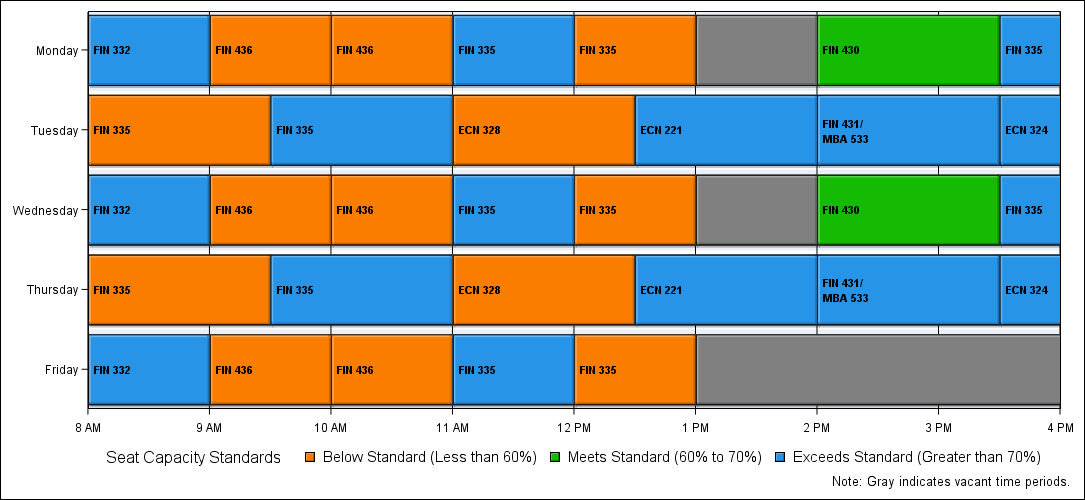 Monday
FIN 332
FIN 436
FIN 436
FIN 335
FIN 335
FIN 430
FIN 335
Tuesday
FIN 335
FIN 335
ECN 328
ECN 221
FIN 431/
MBA 533
ECN 324
Wednesday
FIN 332
FIN 436
FIN 436
FIN 335
FIN 335
FIN 430
FIN 335
Thursday
FIN 335
FIN 335
ECN 328
ECN 221
FIN 431/
MBA 533
ECN 324
Friday
FIN 332
FIN 436
FIN 436
FIN 335
FIN 335
8 AM 9 AM 10 AM 11 AM 12 PM 1 PM 2 PM 3 PM 4 PM
Seat Capacity Standards Below Standard (Less than 60%) Meets Standard (60% to 70%) Exceeds Standard (Greater than 70%)
Note: Gray indicates vacant time periods.